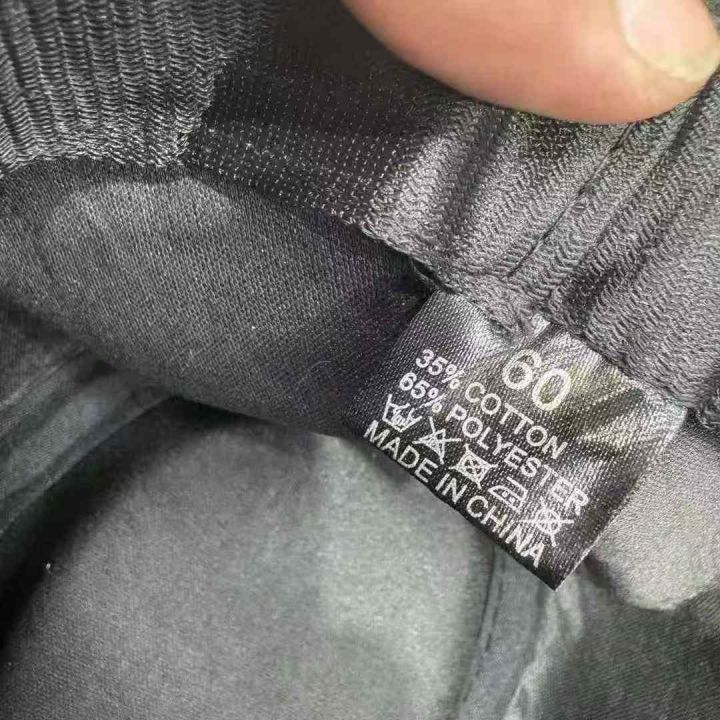 60
35% COTTON
65% POLYESTER
MADE IN CHINA